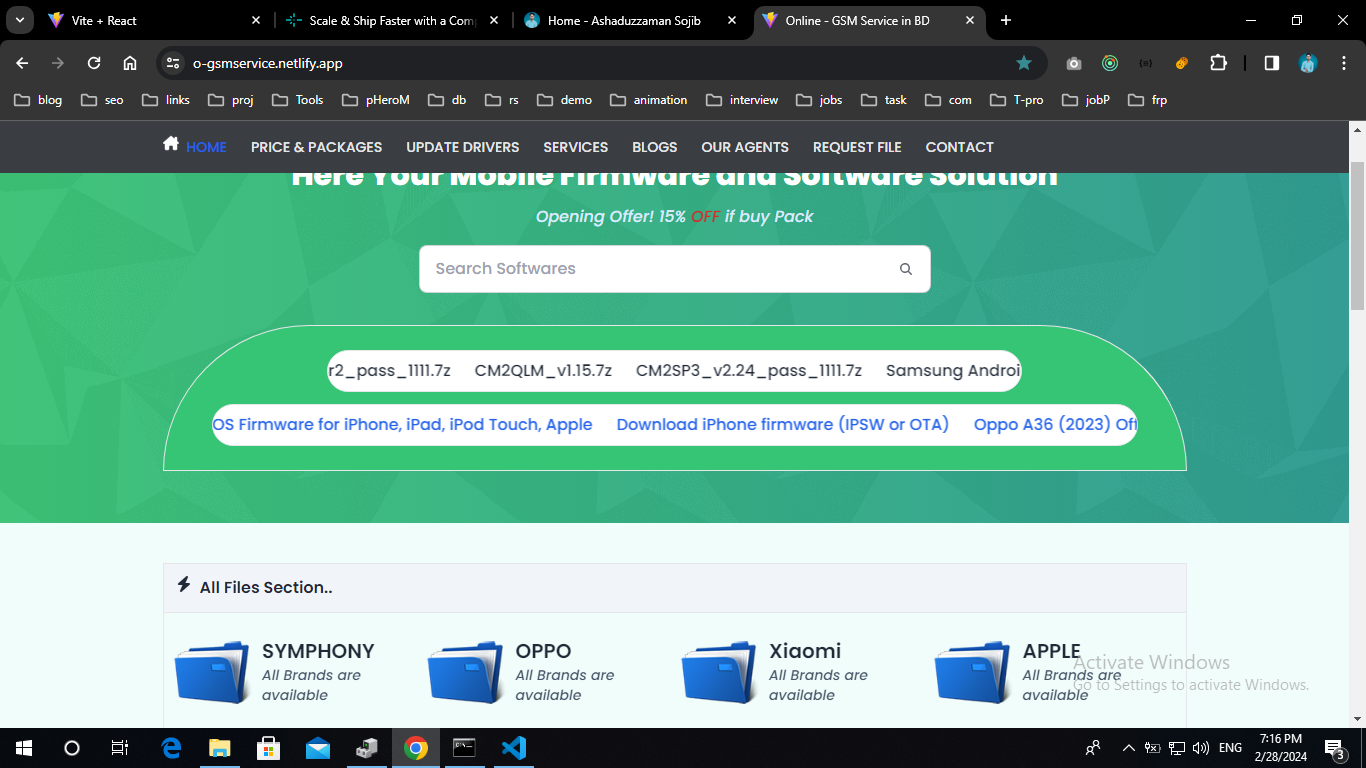 Vite + React
Scale & Ship Faster with a Comp
Home - Ashaduzzaman Sojib
Online - GSM Service in BD
o-gsmservice.netlify.app
blog seo links proj Tools pHeroM db rs demo animation interview jobs task com T-pro jobP frp
HOME PRICE & PACKAGES UPDATE DRIVERS SERVICES BLOGS OUR AGENTS REQUEST FILE CONTACT
Here Your Mobile Firmware and Software Solution
Opening Offer! 15% OFF if buy Pack
Search Softwares
r2_pass_1111.7z CM2QLM_v1.15.7z CM2SP3_v2.24_pass_1111.7z Samsung Androi
OS Firmware for iPhone, iPad, iPod Touch, Apple Download iPhone firmware (IPSW or OTA) Oppo A36 (2023) Off
All Files Section..
SYMPHONY
All Brands are
available
OPPO
All Brands are
available
Xiaomi
All Brands are
available
APPLE
All Brands are
available
Activate Windows
Go to Settings to activate Windows.
ENG
7:16 PM
2/28/2024
3